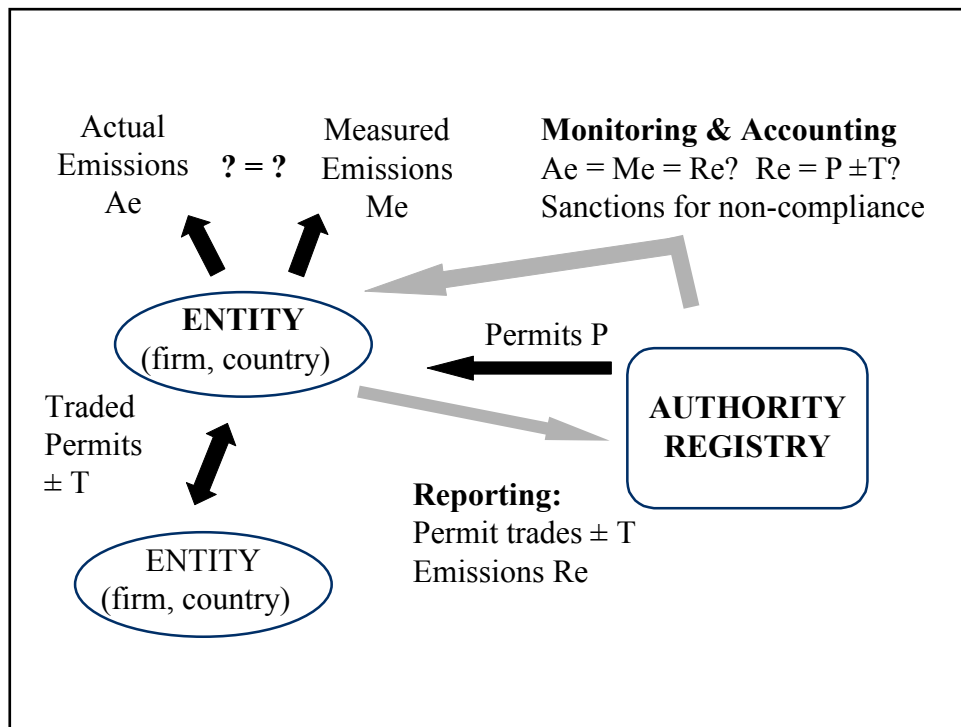 Actual
Emissions
Ae
? = ?
Measured
Emissions
Me
Monitoring & Accounting
Ae = Me = Re?  Re = P ±T?
Sanctions for non-compliance
ENTITY
(firm, country)
Permits P
AUTHORITY
REGISTRY
Traded
Permits
± T
Reporting:
Permit trades ± T
Emissions Re
ENTITY
(firm, country)